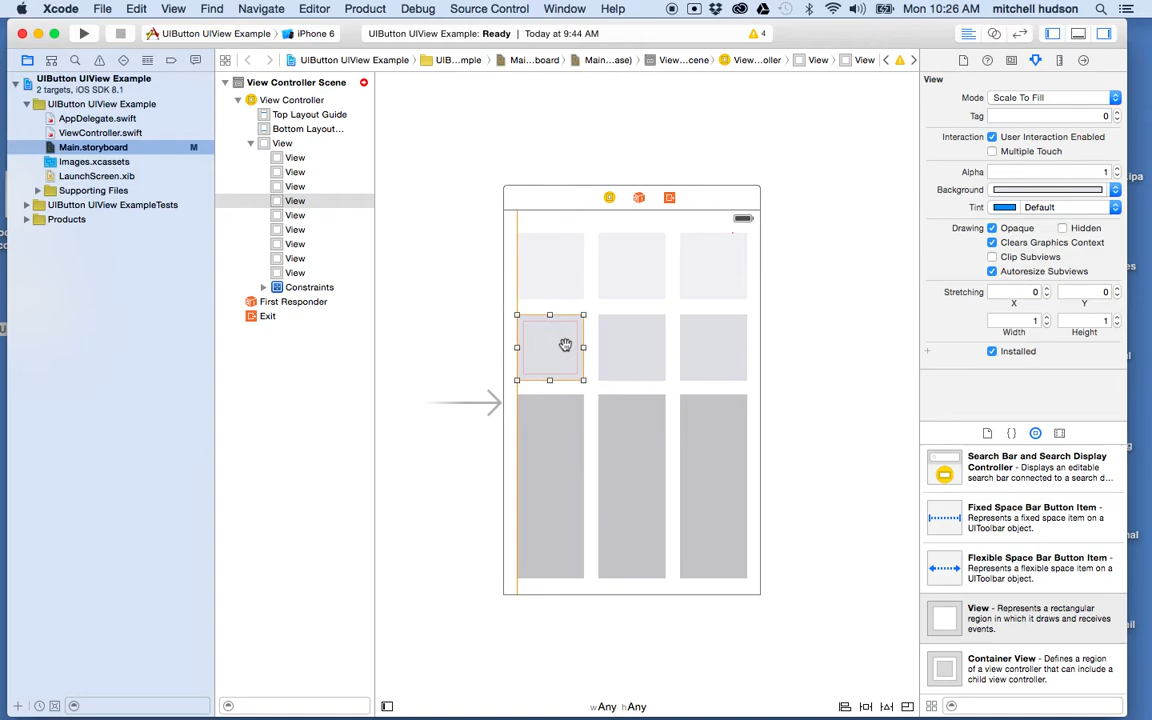 Xcode File Edit View Find Navigate Editor Product Debug Source Control Window Help Mon 10:26 AM mitchell hudson
UIButton UIView Example iPhone 6 UIButton UIView Example: Ready Today at 9:44 AM 4
UIButton UIView Example UIB...mple Mai...board Main....ase) View...cene View...oller View View
UIButton UIView Example
2 targets, iOS SDK 8.1
UIButton UIView Example
AppDelegate.swift
ViewController.swift
Main.storyboard M
Images.xcassets
LaunchScreen.xib
Supporting Files
UIButton UIView ExampleTests
Products
View Controller Scene
View Controller
Top Layout Guide
Bottom Layout...
View
View
View
View
View
View
View
View
View
View
Constraints
First Responder
Exit
wAny hAny
View
Mode Scale To Fill
Tag 0
Interaction User Interaction Enabled
Multiple Touch
Alpha 1
Background
Tint Default
Drawing Opaque Hidden
Clears Graphics Context
Clip Subviews
Autoresize Subviews
Stretching 0 0
X Y
1 1
Width Height
Installed
Search Bar and Search Display
Controller - Displays an editable
search bar connected to a search d...
Fixed Space Bar Button Item -
Represents a fixed space item on a
UIToolbar object.
Flexible Space Bar Button Item -
Represents a flexible space item on a
UIToolbar object.
View - Represents a rectangular
region in which it draws and receives
events.
Container View - Defines a region
of a view controller that can include a
child view controller.